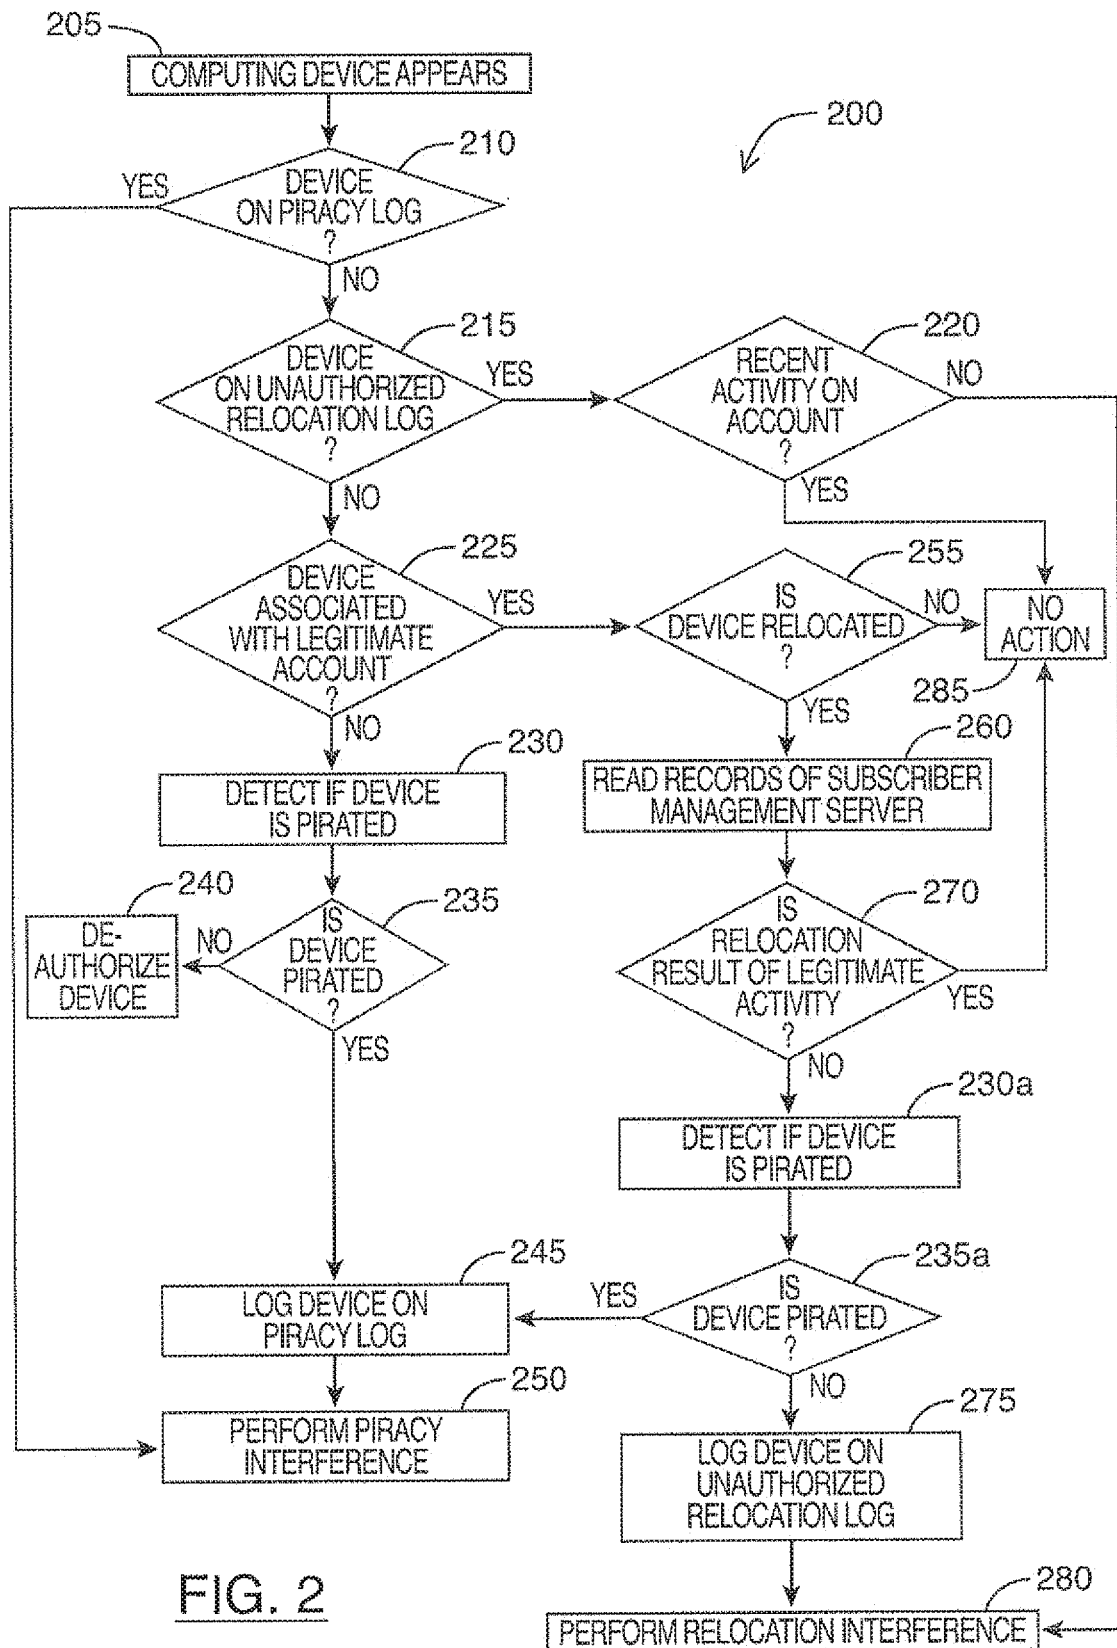 205
COMPUTING DEVICE APPEARS
200
210
YES
DEVICE
ON PIRACY LOG
?
NO
215
DEVICE
ON UNAUTHORIZED
RELOCATION LOG
?
YES
220
RECENT
ACTIVITY ON
ACCOUNT
?
NO
YES
NO
225
DEVICE
ASSOCIATED
WITH LEGITIMATE
ACCOUNT
?
YES
255
IS
DEVICE RELOCATED
?
NO
NO
ACTION
285
YES
NO
230
DETECT IF DEVICE
IS PIRATED
260
READ RECORDS OF SUBSCRIBER
MANAGEMENT SERVER
240
DE-
AUTHORIZE
DEVICE
NO
235
IS
DEVICE
PIRATED
?
YES
270
IS
RELOCATION
RESULT OF LEGITIMATE
ACTIVITY
?
YES
NO
230a
DETECT IF DEVICE
IS PIRATED
245
LOG DEVICE ON
PIRACY LOG
YES
235a
IS
DEVICE PIRATED
?
NO
250
PERFORM PIRACY
INTERFERENCE
275
LOG DEVICE ON
UNAUTHORIZED
RELOCATION LOG
FIG. 2
280
PERFORM RELOCATION INTERFERENCE